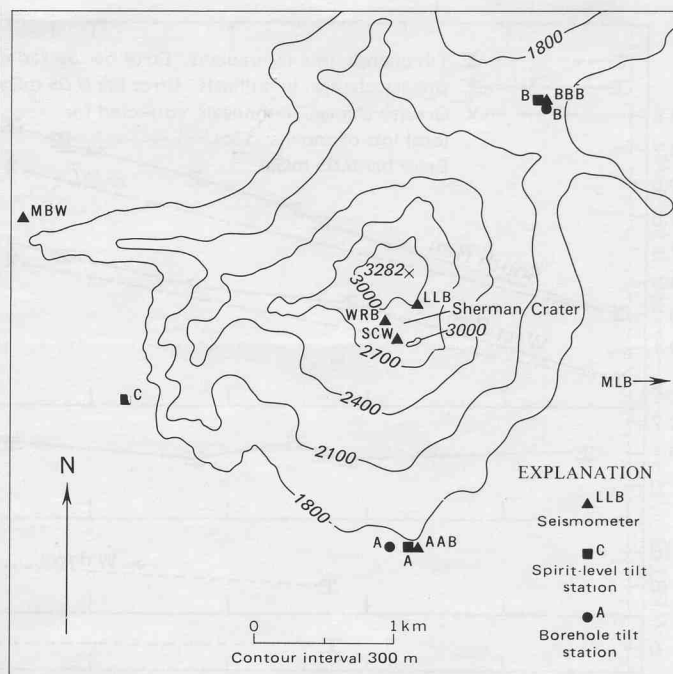 1800
B
BBB
B
MBW
3282
3000
LLB
WRB
Sherman Crater
SCW
3000
2700
MLB
C
2400
2100
N
1800
A
A
AAB
EXPLANATION
LLB
Seismometer
C
Spirit-level tilt
station
A
Borehole tilt
station
0 1 km
Contour interval 300 m